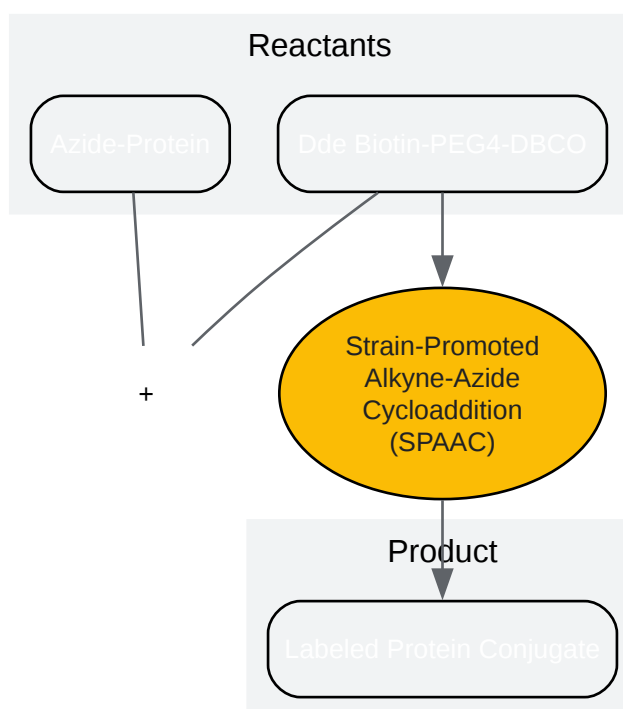 Reactants
Azide-Protein
Dde Biotin-PEG4-DBCO
Strain-Promoted
Alkyne-Azide
Cycloaddition
(SPAAC)
+
Product
Labeled Protein Conjugate